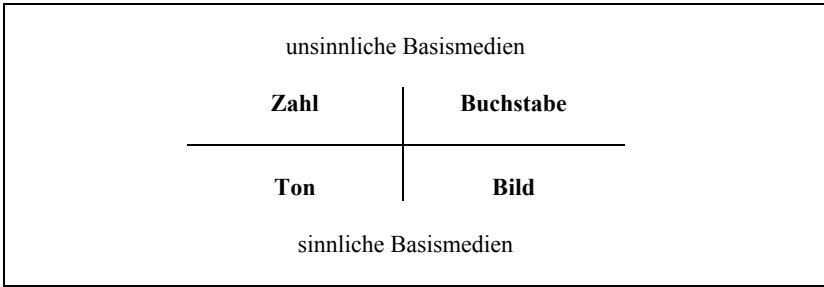 unsinnliche Basismedien
Zahl Buchstabe
Ton Bild
sinnliche Basismedien